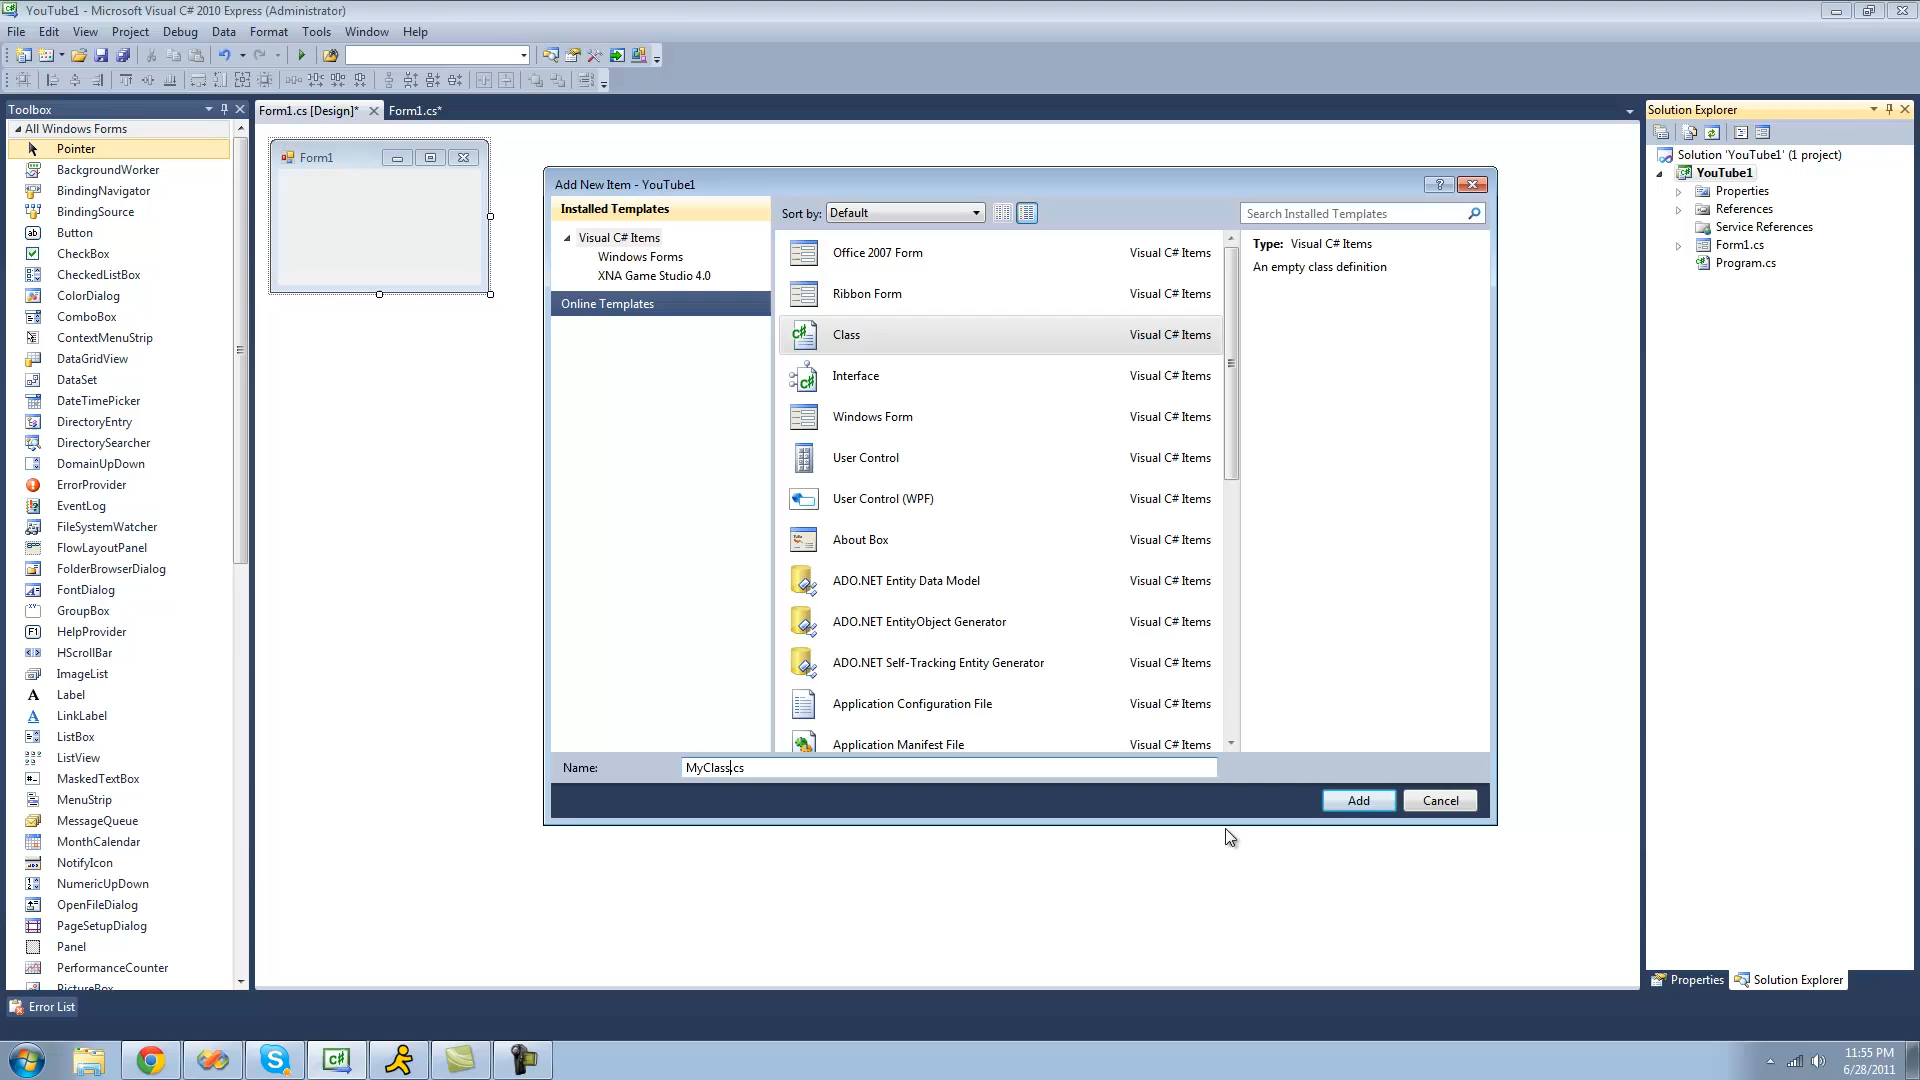 YouTube1 - Microsoft Visual C# 2010 Express (Administrator)
File Edit View Project Debug Data Format Tools Window Help
Toolbox
All Windows Forms
Pointer
BackgroundWorker
BindingNavigator
BindingSource
Button
CheckBox
CheckedListBox
ColorDialog
ComboBox
ContextMenuStrip
DataGridView
DataSet
DateTimePicker
DirectoryEntry
DirectorySearcher
DomainUpDown
ErrorProvider
EventLog
FileSystemWatcher
FlowLayoutPanel
FolderBrowserDialog
FontDialog
GroupBox
HelpProvider
HScrollBar
ImageList
Label
LinkLabel
ListBox
ListView
MaskedTextBox
MenuStrip
MessageQueue
MonthCalendar
NotifyIcon
NumericUpDown
OpenFileDialog
PageSetupDialog
Panel
PerformanceCounter
PictureBox
Error List
Form1.cs [Design]* Form1.cs*
Form1
Add New Item - YouTube1
Installed Templates
Visual C# Items
Windows Forms
XNA Game Studio 4.0
Online Templates
Sort by: Default
Search Installed Templates
Office 2007 Form Visual C# Items
Ribbon Form Visual C# Items
Class Visual C# Items
Interface Visual C# Items
Windows Form Visual C# Items
User Control Visual C# Items
User Control (WPF) Visual C# Items
About Box Visual C# Items
ADO.NET Entity Data Model Visual C# Items
ADO.NET EntityObject Generator Visual C# Items
ADO.NET Self-Tracking Entity Generator Visual C# Items
Application Configuration File Visual C# Items
Application Manifest File Visual C# Items
Type: Visual C# Items
An empty class definition
Name: MyClass.cs
Add Cancel
Solution Explorer
Solution 'YouTube1' (1 project)
YouTube1
Properties
References
Service References
Form1.cs
Program.cs
Properties Solution Explorer
11:55 PM
6/28/2011